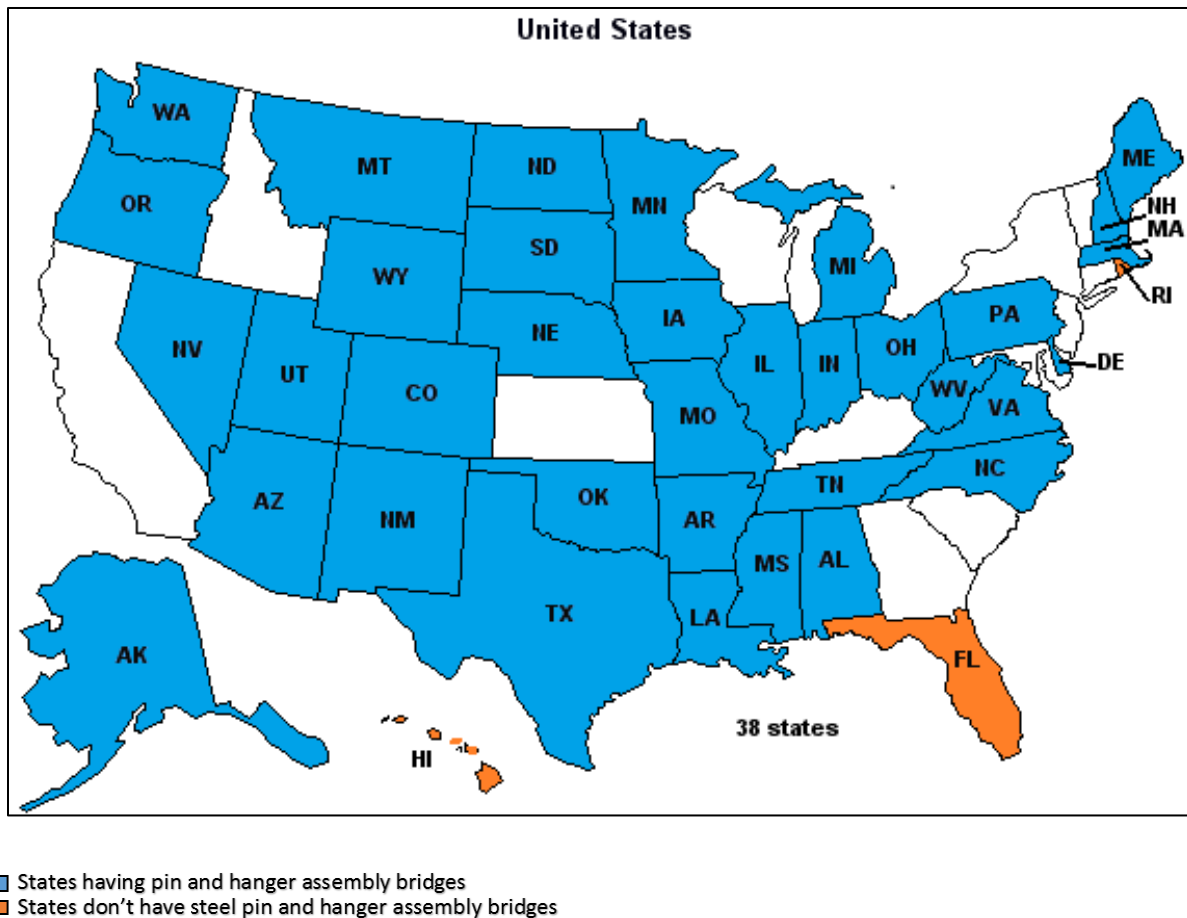 United States
WA
MT
ND
MN
ME
OR
NH
MA
SD
WY
MI
RI
IA
NE
PA
NV
OH
UT
IL
IN
DE
CO
WV
VA
MO
NC
TN
AZ
OK
NM
AR
MS
AL
TX
LA
AK
FL
38 states
HI
States having pin and hanger assembly bridges
States don't have steel pin and hanger assembly bridges